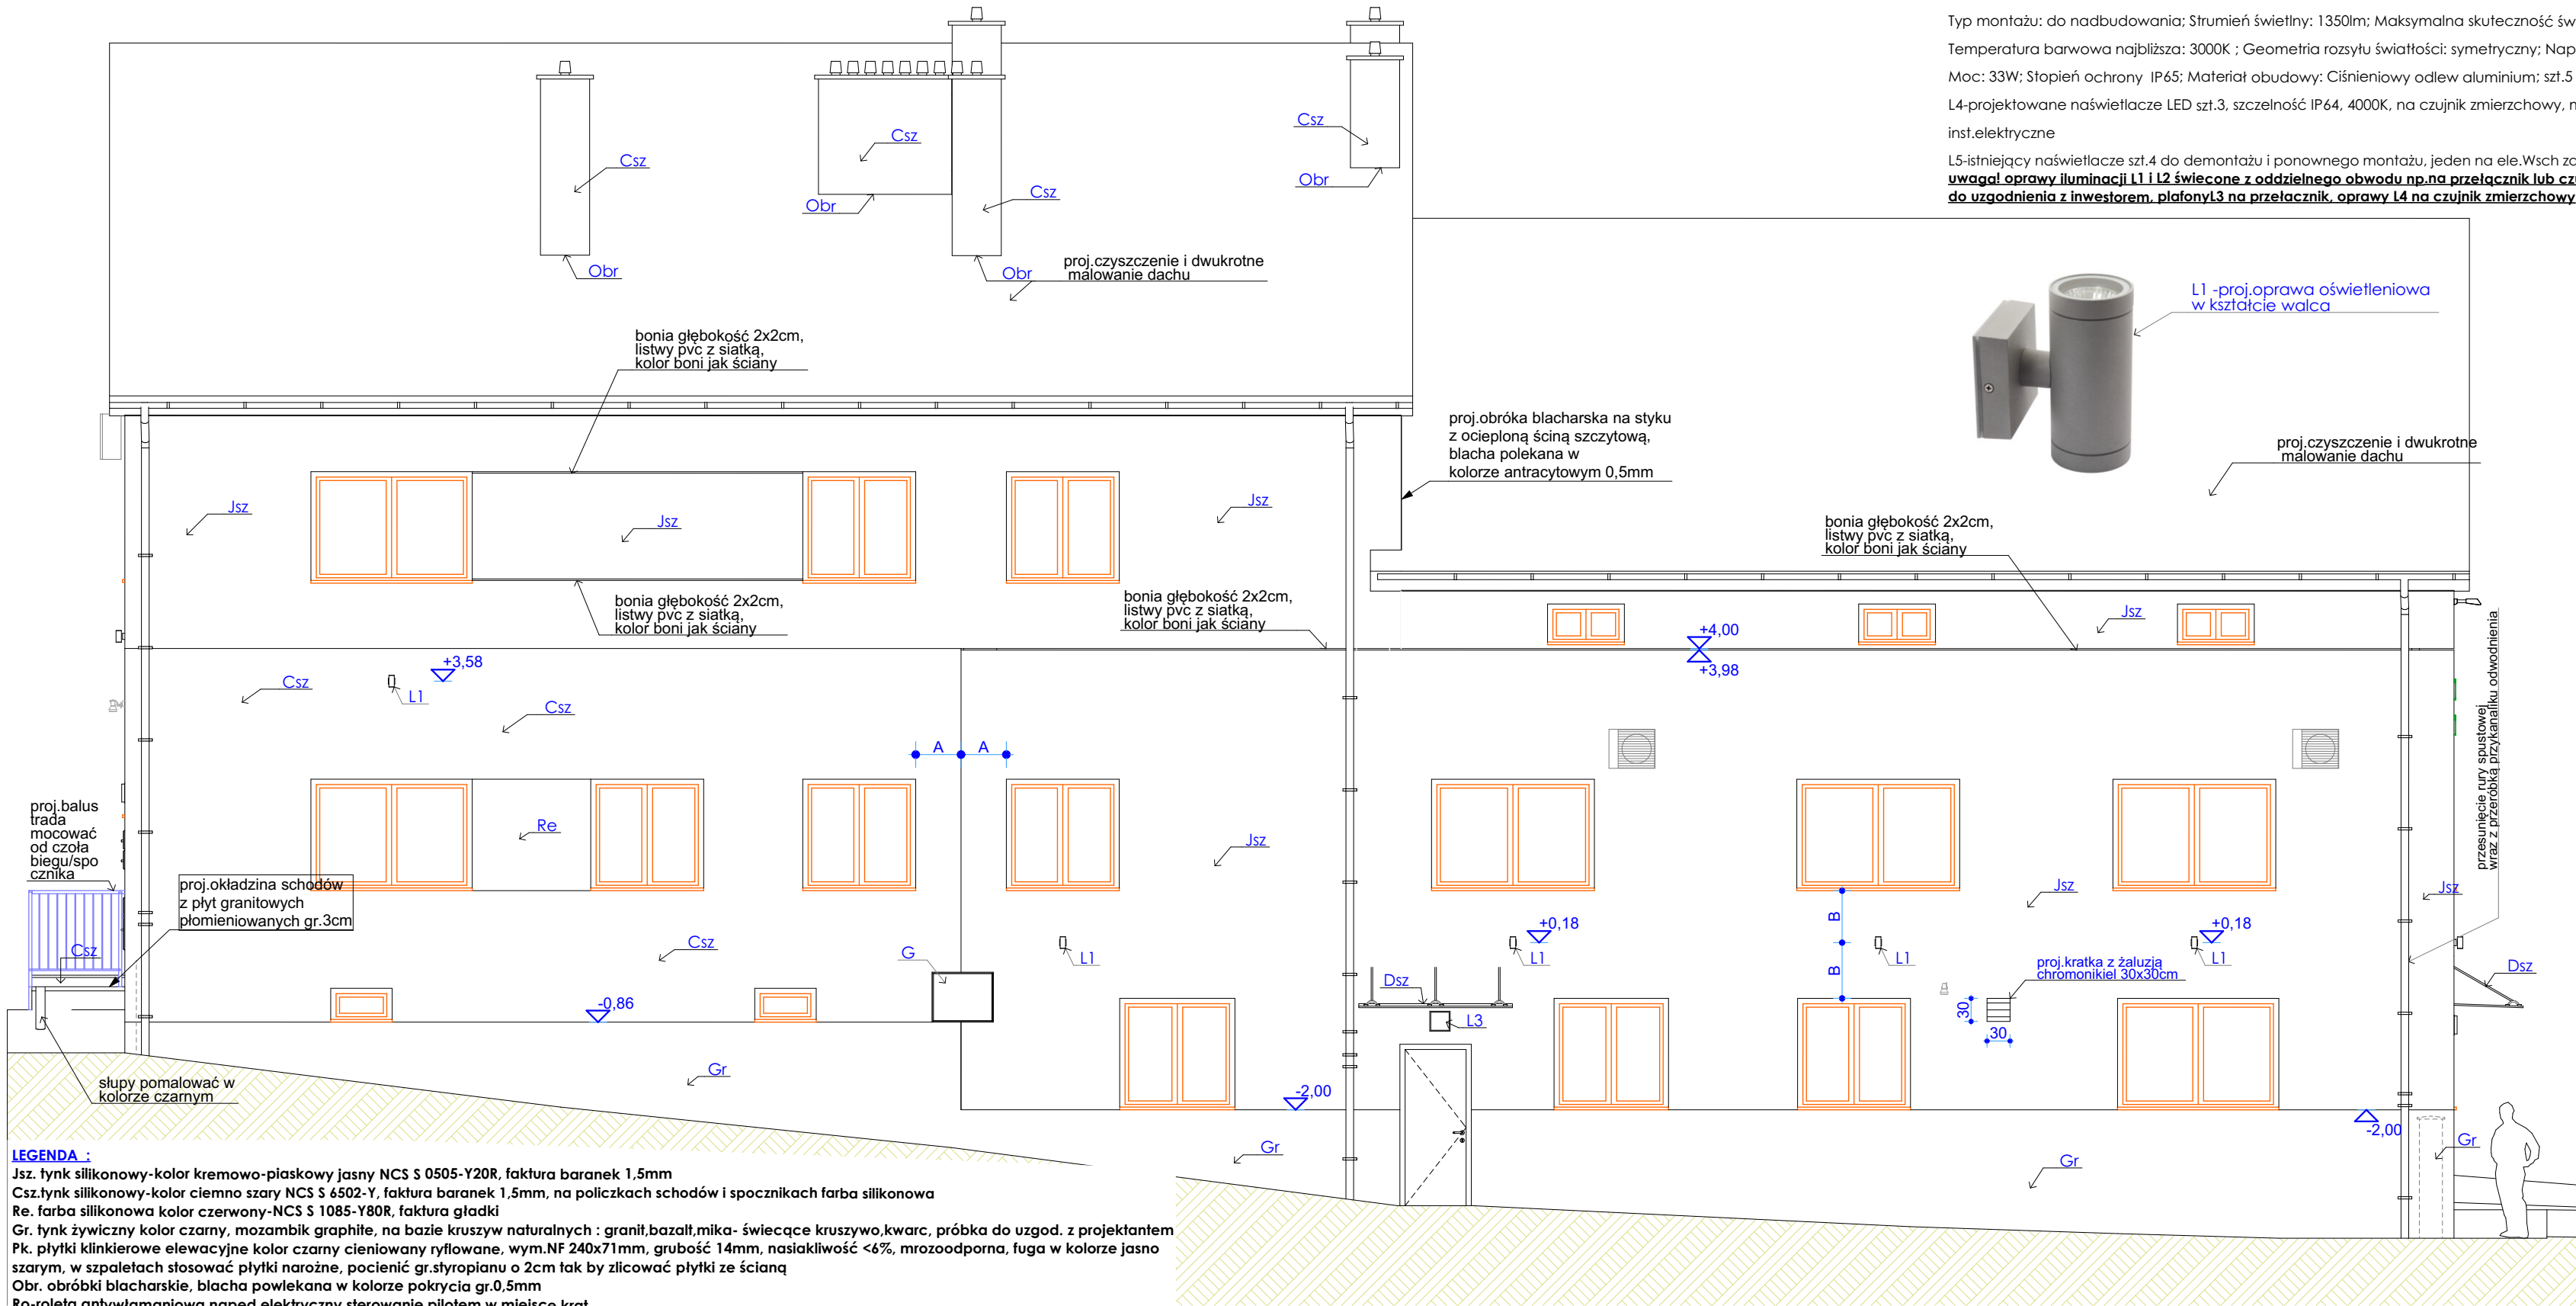 Typ montażu: do nadbudowania; Strumień świetlny: 1350lm; Maksymalna skuteczność św
Temperatura barwowa najbliższa: 3000K ; Geometria rozsyłu światłości: symetryczny; Nap
Moc: 33W; Stopień ochrony IP65; Materiał obudowy: Ciśnieniowy odlew aluminium; szt.5
L4-projektowane naświetlacze LED szt.3, szczelność IP64, 4000K, na czujnik zmierzchowy,
inst.elektryczne
L5-istniejący naświetlacze szt.4 do demontażu i ponownego montażu, jeden na ele.Wsch
uwaga! oprawy iluminacji L1 i L2 świecone z oddzielnego obwodu np.na przełącznik lub
do uzgodnienia z inwestorem, plafonyL3 na przełacznik, oprawy L4 na czujnik zmierzchowy
Csz
Csz
Csz
Csz
Obr
Obr
Obr
Obr
proj.czyszczenie i dwukrotne
malowanie dachu
L1 -proj.oprawa oświetleniowa
w kształcie walca
bonia głębokość 2x2cm,
listwy pvc z siatką,
kolor boni jak ściany
proj.obróka blacharska na styku
z ocieploną ściną szczytową,
blacha polekana w
kolorze antracytowym 0,5mm
proj.czyszczenie i dwukrotne
malowanie dachu
Jsz
Jsz
Jsz
bonia głębokość 2x2cm,
listwy pvc z siatką,
kolor boni jak ściany
bonia głębokość 2x2cm,
listwy pvc z siatką,
kolor boni jak ściany
bonia głębokość 2x2cm,
listwy pvc z siatką,
kolor boni jak ściany
Jsz
+4,00
+3,98
+3,58
Csz
L1
Csz
A
A
przesunięcie rury spustowej
wraz z przeróbką przykanaliku odwodnienia
proj.balus
trada
mocować
od czoła
biegu/spo
cznika
Re
Jsz
proj.okładzina schodów
z płyt granitowych
płomieniowanych gr.3cm
Jsz
Jsz
Csz
Csz
G
L1
+0,18
L1
B
B
L1
+0,18
L1
proj.kratka z żaluzją
chromonikiel 30x30cm
30
30
Dsz
Dsz
L3
-0,86
słupy pomalować w
kolorze czarnym
Gr
-2,00
-2,00
Gr
Gr
Gr
LEGENDA :
Jsz. tynk silikonowy-kolor kremowo-piaskowy jasny NCS S 0505-Y20R, faktura baranek 1,5mm
Csz.tynk silikonowy-kolor ciemno szary NCS S 6502-Y, faktura baranek 1,5mm, na policzkach schodów i spocznikach farba silikonowa
Re. farba silikonowa kolor czerwony-NCS S 1085-Y80R, faktura gładki
Gr. tynk żywiczny kolor czarny, mozambik graphite, na bazie kruszyw naturalnych : granit,bazalt,mika- świecące kruszywo,kwarc, próbka do uzgod. z projektantem
Pk. płytki klinkierowe elewacyjne kolor czarny cieniowany ryflowane, wym.NF 240x71mm, grubość 14mm, nasiakliwość <6%, mrozoodporna, fuga w kolorze jasno
szarym, w szpaletach stosować płytki narożne, pocienić gr.styropianu o 2cm tak by zlicować płytki ze ścianą
Obr. obróbki blacharskie, blacha powlekana w kolorze pokrycia gr.0,5mm
Ro-roleta antywłamaniowa napęd elektryczny sterowanie pilotem w miejsce krat